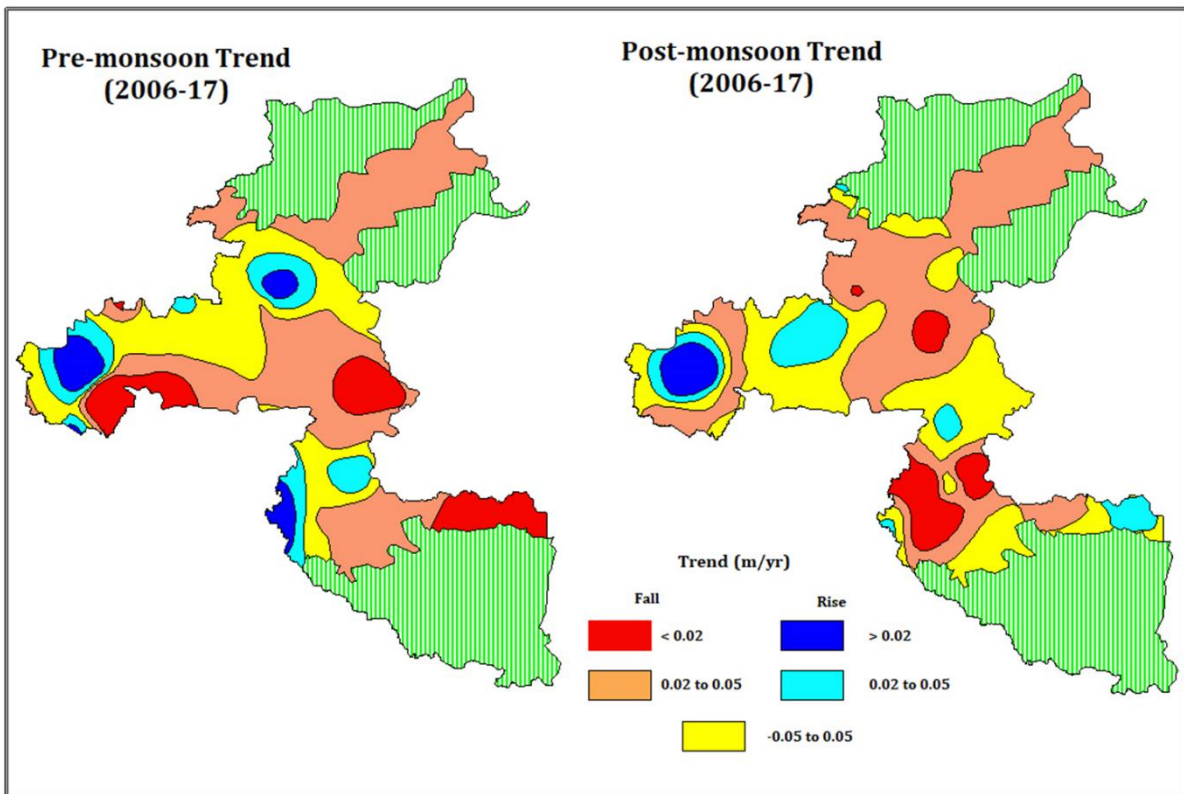 Pre-monsoon Trend
(2006-17)
Post-monsoon Trend
(2006-17)
Trend (m/yr)
Fall
Rise
< 0.02
> 0.02
0.02 to 0.05
0.02 to 0.05
-0.05 to 0.05